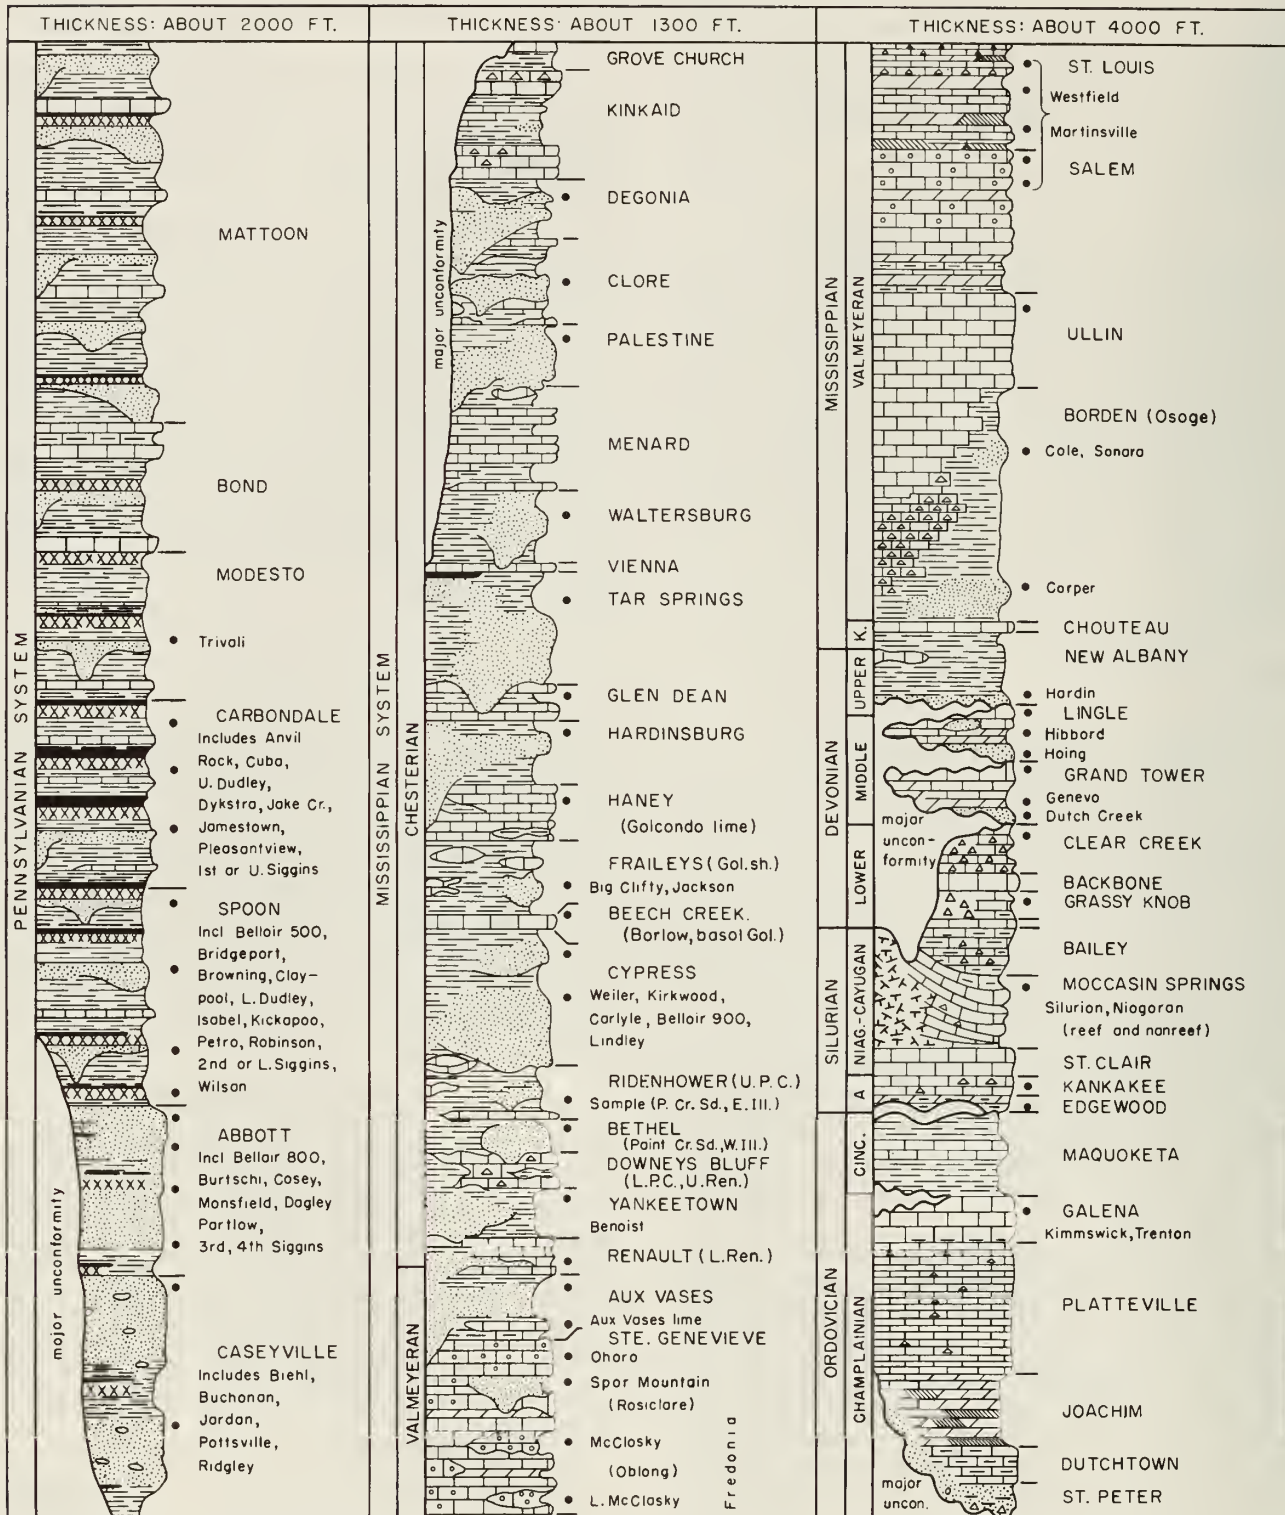 THICKNESS: ABOUT 2000 FT.
PENNSYLVANIAN SYSTEM
MATTOON
BOND
MODESTO
Trivoli
CARBONDALE
Includes Anvil
Rock, Cuba,
U. Dudley,
Dykstra, Jake Cr.,
Jamestown,
Pleasantview,
1st or U. Siggins
SPOON
Incl Bellair 500,
Bridgeport,
Browning, Clay-
pool, L. Dudley,
Isabel, Kickapoo,
Petro, Robinson,
2nd or L. Siggins,
Wilson
major unconformity
ABBOTT
Incl Bellair 800,
Burtschi, Casey,
Mansfield, Dagley
Partlow,
3rd, 4th Siggins
CASEYVILLE
Includes Biehl,
Buchanan,
Jordan,
Pottsville,
Ridgley
THICKNESS: ABOUT 1300 FT.
MISSISSIPPIAN SYSTEM
CHESTERIAN
major unconformity
GROVE CHURCH
KINKAID
DEGONIA
CLORE
PALESTINE
MENARD
WALTERSBURG
VIENNA
TAR SPRINGS
GLEN DEAN
HARDINSBURG
HANEY
(Golconda lime)
FRAILEYS (Gol. sh.)
Big Clifty, Jackson
BEECH CREEK.
(Barlow, basal Gol.)
CYPRESS
Weiler, Kirkwood,
Carlyle, Bellair 900,
Lindley
RIDENHOWER (U.P.C.)
Sample (P. Cr. Sd., E. Ill.)
BETHEL
(Paint Cr. Sd., W. Ill.)
DOWNEYS BLUFF
(L.P.C., U. Ren.)
YANKEETOWN
Benoist
RENAULT (L. Ren.)
VALMEYERAN
AUX VASES
Aux Vases lime
STE. GENEVIEVE
Ohara
Spar Mountain
(Rosiclare)
McClosky
(Oblong)
L. McClosky
Fredonia
THICKNESS: ABOUT 4000 FT.
MISSISSIPPIAN
VALMEYERAN
ST. LOUIS
Westfield
Martinsville
SALEM
ULLIN
BORDEN (Osage)
Cole, Sonora
Carper
K.
CHOUTEAU
DEVONIAN
UPPER
NEW ALBANY
Hardin
MIDDLE
LINGLE
Hibbard
Hoing
GRAND TOWER
Geneva
Dutch Creek
LOWER
major
uncon-
formity
CLEAR CREEK
BACKBONE
GRASSY KNOB
BAILEY
SILURIAN
NIAG.-CAYUGAN
MOCCASIN SPRINGS
Silurian, Niagaran
(reef and nonreef)
ST. CLAIR
A
KANKAKEE
EDGEWOOD
ORDOVICIAN
CINC.
MAQUOKETA
CHAMPLAINIAN
GALENA
Kimmswick, Trenton
PLATTEVILLE
JOACHIM
DUTCHTOWN
major
uncon.
ST. PETER